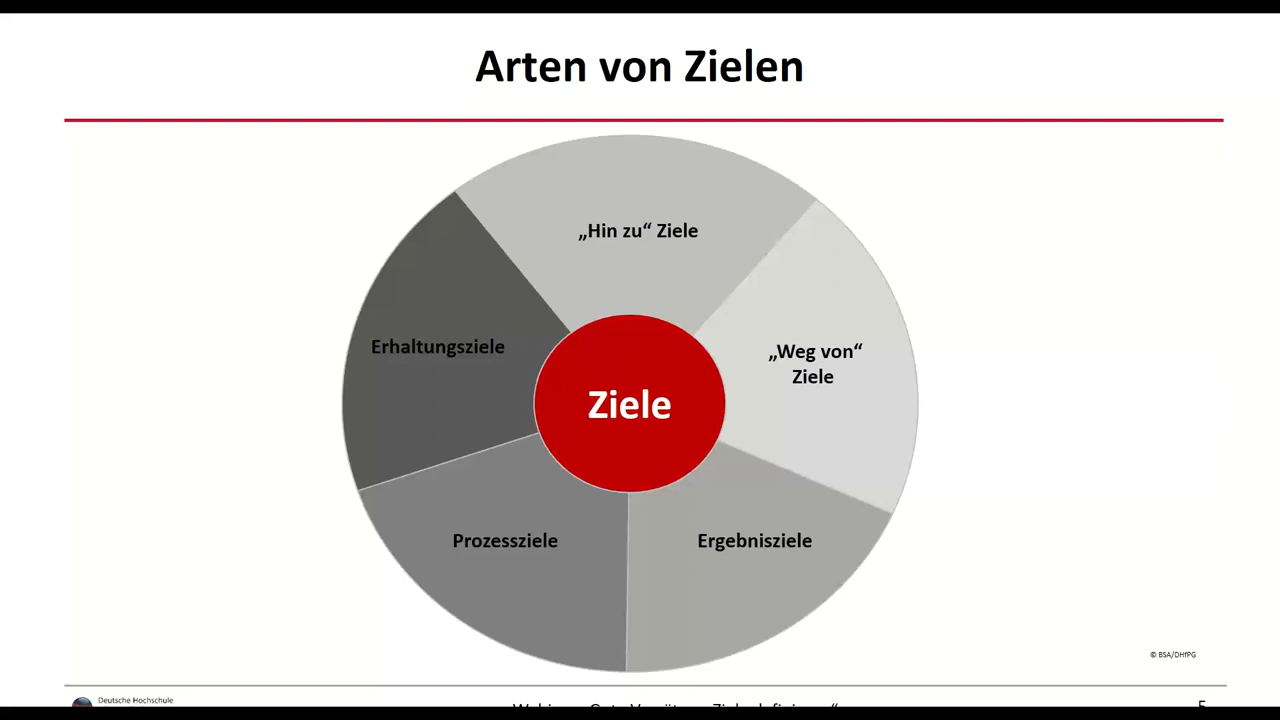 Arten von Zielen
„Hin zu“ Ziele
„Weg von“
Ziele
Erhaltungsziele
Ziele
Prozessziele
Ergebnisziele
© BSA/DHfPG
Deutsche Hochschule
5